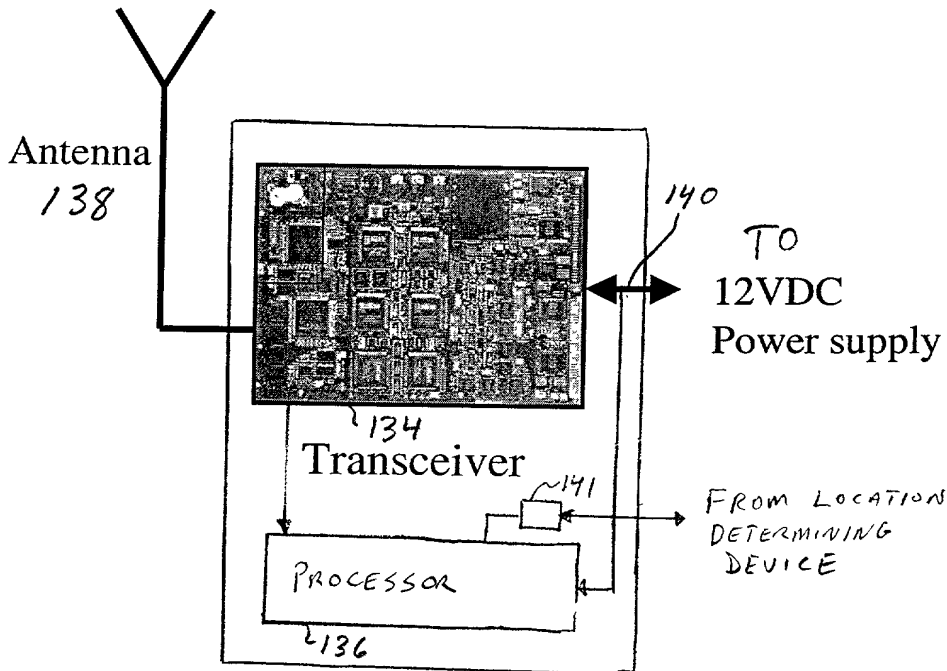 Antenna
138
140
TO
12VDC
Power supply
134
Transceiver
141
FROM LOCATION
DETERMINING
DEVICE
PROCESSOR
136